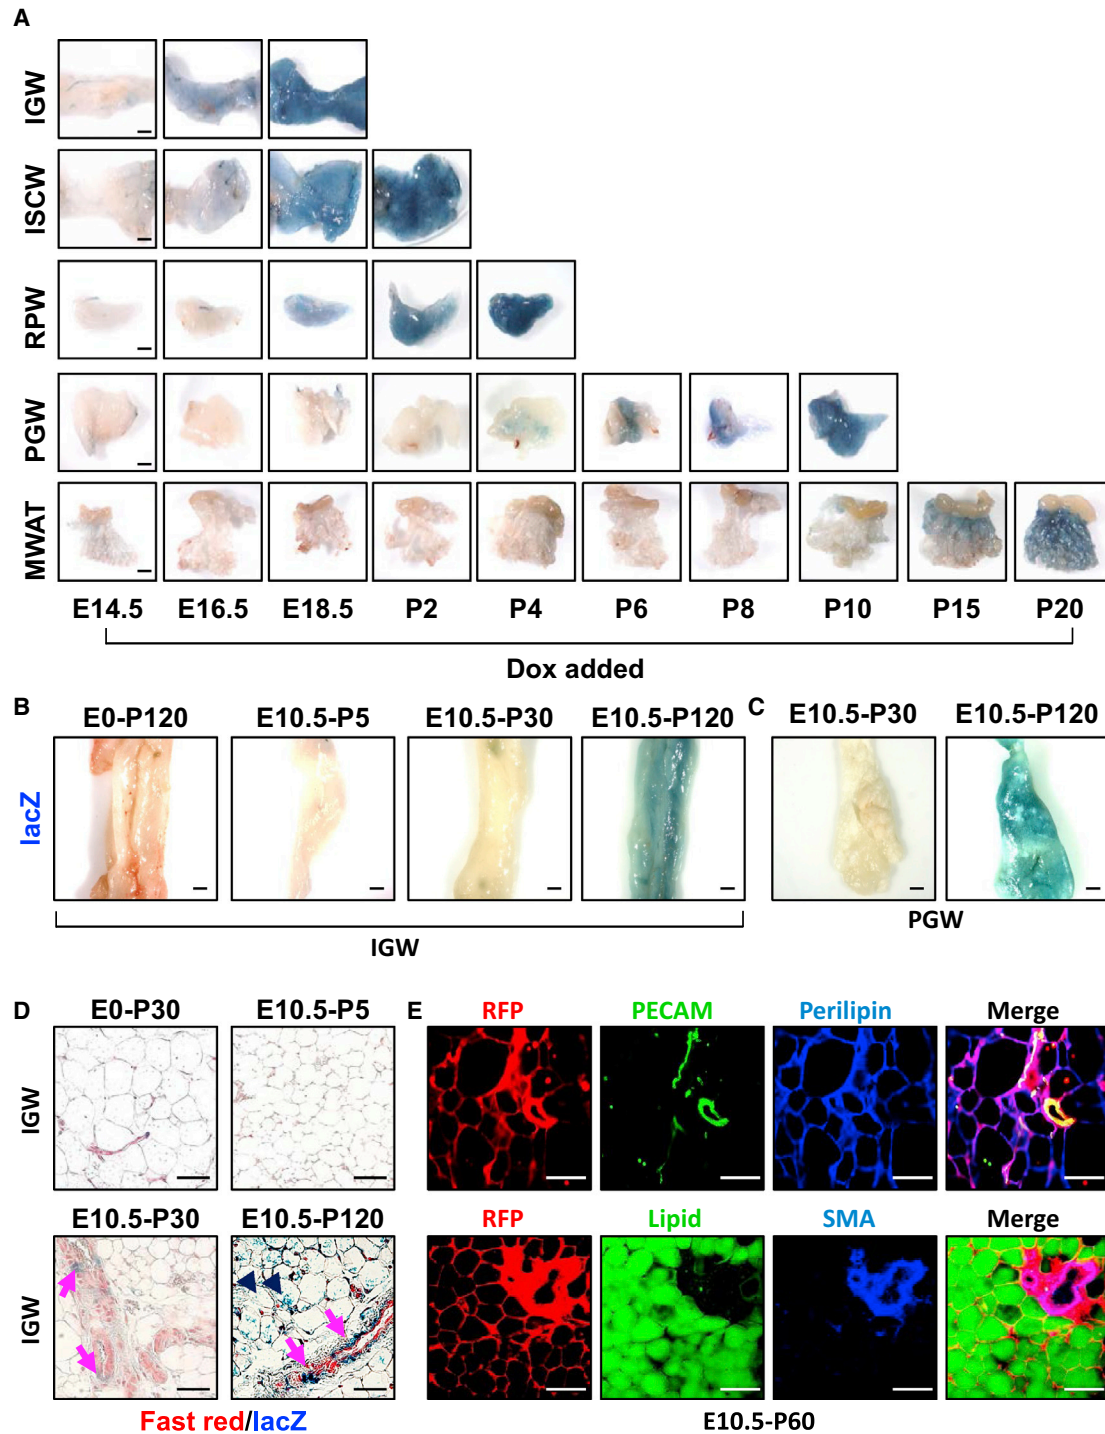 A
IGW
ISCW
RPW
PGW
MWAT
E14.5 E16.5 E18.5 P2 P4 P6 P8 P10 P15 P20
Dox added
B
E0-P120 E10.5-P5 E10.5-P30 E10.5-P120
lacZ
IGW
C
E10.5-P30 E10.5-P120
PGW
D
E0-P30 E10.5-P5
IGW
E10.5-P30 E10.5-P120
IGW
Fast red/lacZ
E
RFP PECAM Perilipin Merge
RFP Lipid SMA Merge
E10.5-P60